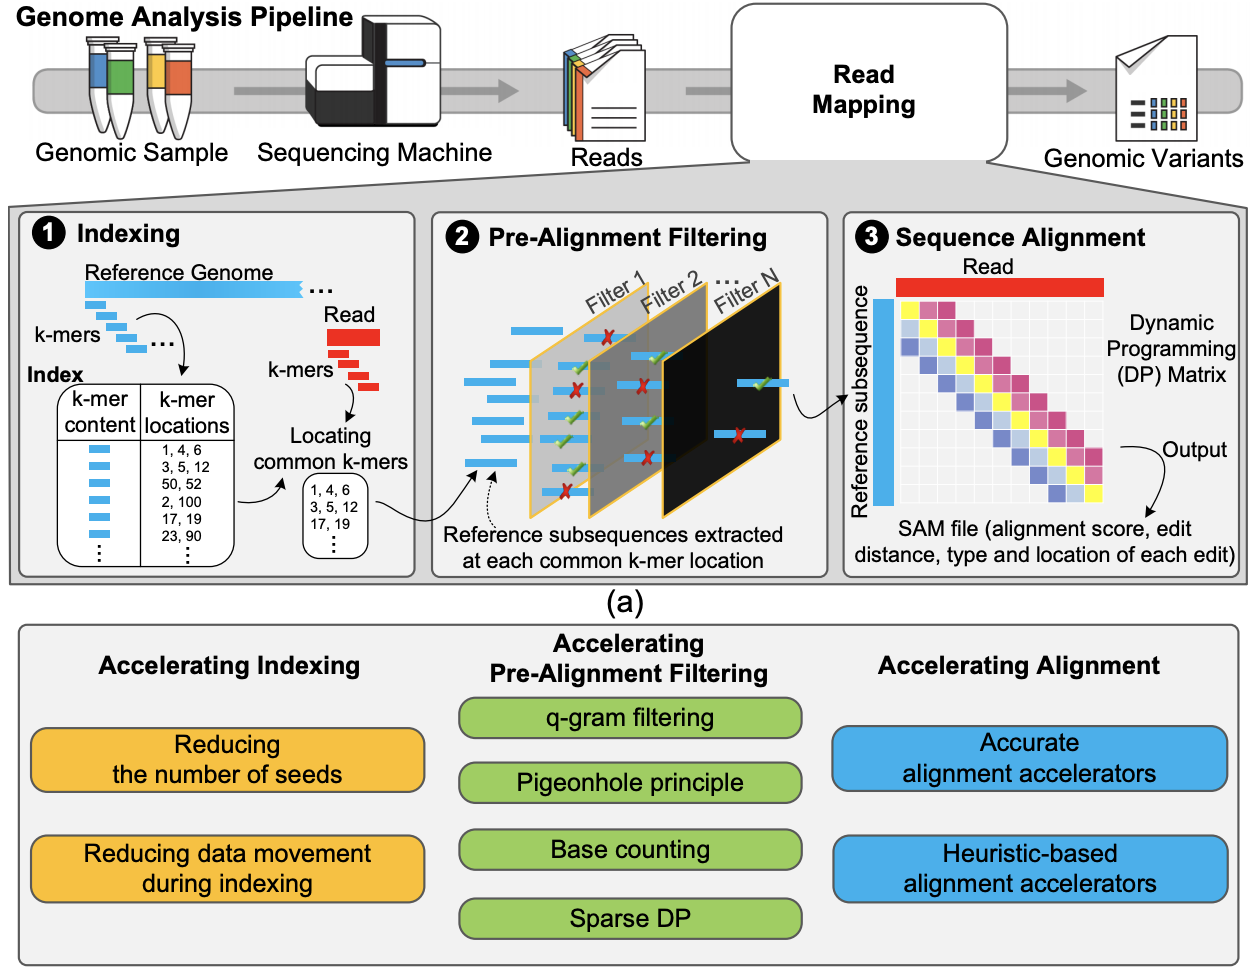 Genome Analysis Pipeline
Genomic Sample
Sequencing Machine
Reads
Read
Mapping
Genomic Variants
1 Indexing
Reference Genome
...
k-mers
...
Read
k-mers
Index
k-mer
content
k-mer
locations
1, 4, 6
3, 5, 12
50, 52
2, 100
17, 19
23, 90
Locating
common k-mers
1, 4, 6
3, 5, 12
17, 19
2 Pre-Alignment Filtering
Filter 1
Filter 2
...
Filter N
Reference subsequences extracted
at each common k-mer location
3 Sequence Alignment
Read
Reference subsequence
Dynamic
Programming
(DP) Matrix
Output
SAM file (alignment score, edit
distance, type and location of each edit)
(a)
Accelerating Indexing
Reducing
the number of seeds
Reducing data movement
during indexing
Accelerating
Pre-Alignment Filtering
q-gram filtering
Pigeonhole principle
Base counting
Sparse DP
Accelerating Alignment
Accurate
alignment accelerators
Heuristic-based
alignment accelerators